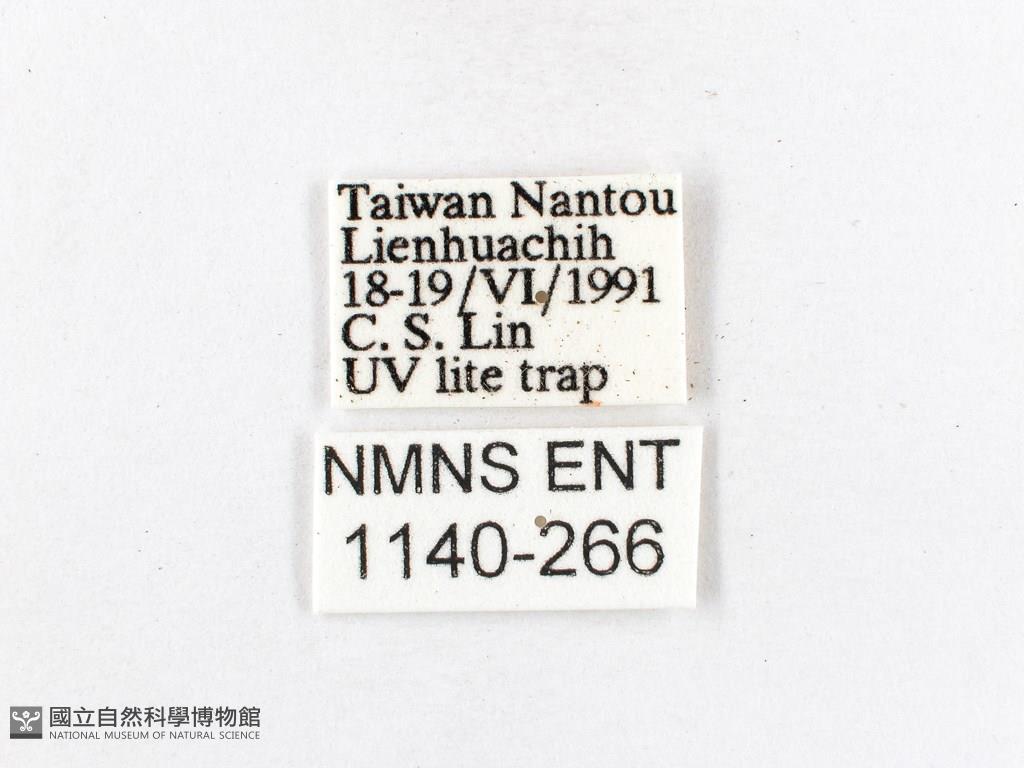 Taiwan Nantou
Lienhuachih
18-19/VI/1991
C. S. Lin
UV lite trap
NMNS ENT
1140-266
國立自然科學博物館
NATIONAL MUSEUM OF NATURAL SCIENCE